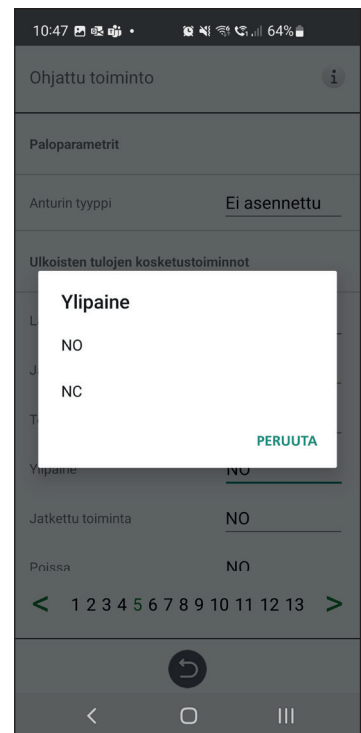 10:47 64%
Ohjattu toiminto i
Paloparametrit
Anturin tyyppi Ei asennettu
Ulkoisten tulojen kosketustoiminnot
Ylipaine
NO
NC
PERUUTA
Ylipaine NO
Jatkettu toiminta NO
Poissa NO
< 1 2 3 4 5 6 7 8 9 10 11 12 13 >